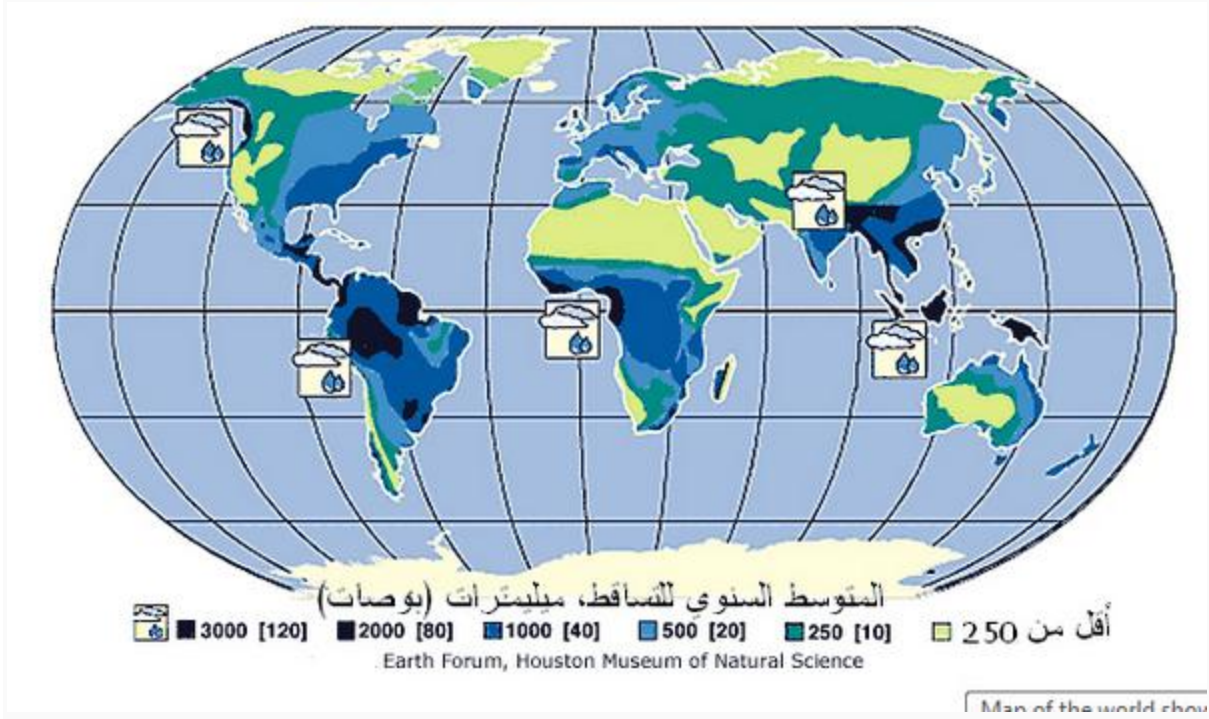 المتوسط السنوي للتساقط، ميليمترات (بوصات)
3000 [120] 2000 [80] 1000 [40] 500 [20] 250 [10] أقل من 250
Earth Forum, Houston Museum of Natural Science
Map of the world show